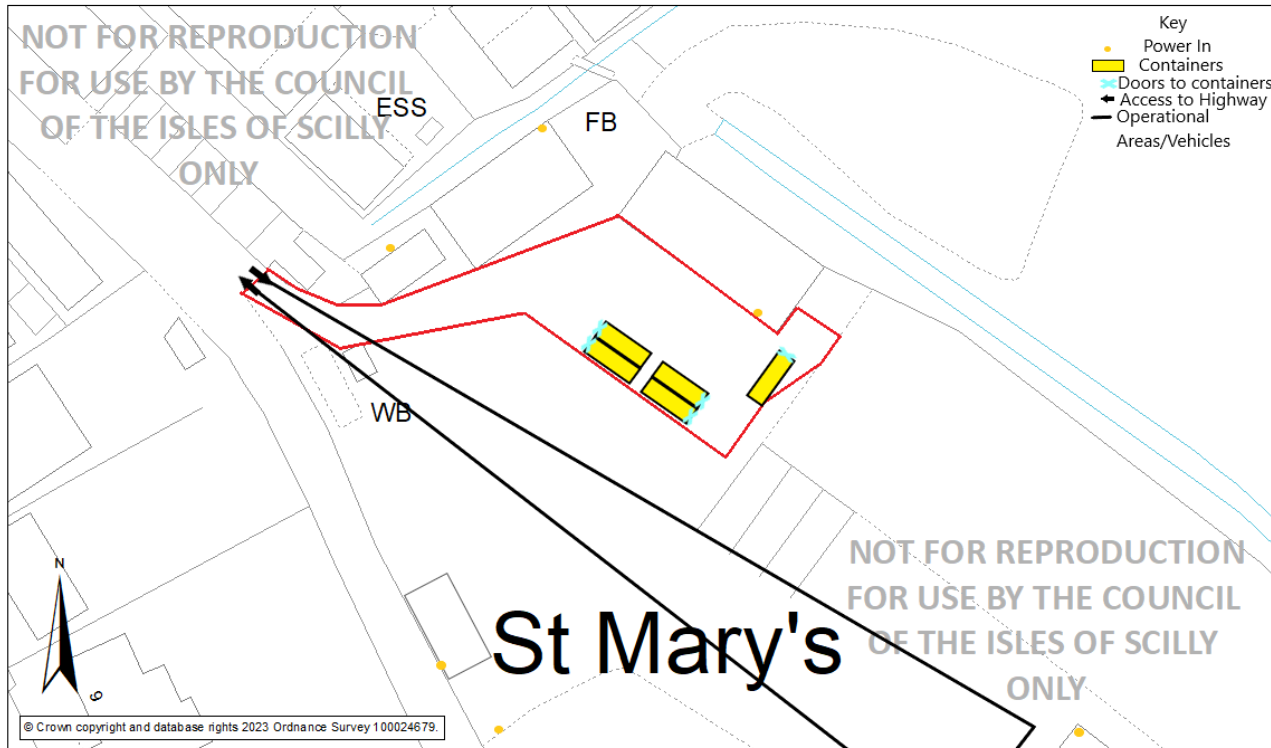 NOT FOR REPRODUCTION
FOR USE BY THE COUNCIL
OF THE ISLES OF SCILLY
ONLY
Key
Power In
Containers
Doors to containers
Access to Highway
Operational
Areas/Vehicles
ESS
FB
WB
St Mary's
NOT FOR REPRODUCTION
FOR USE BY THE COUNCIL
OF THE ISLES OF SCILLY
ONLY
N
9
© Crown copyright and database rights 2023 Ordnance Survey 100024679.